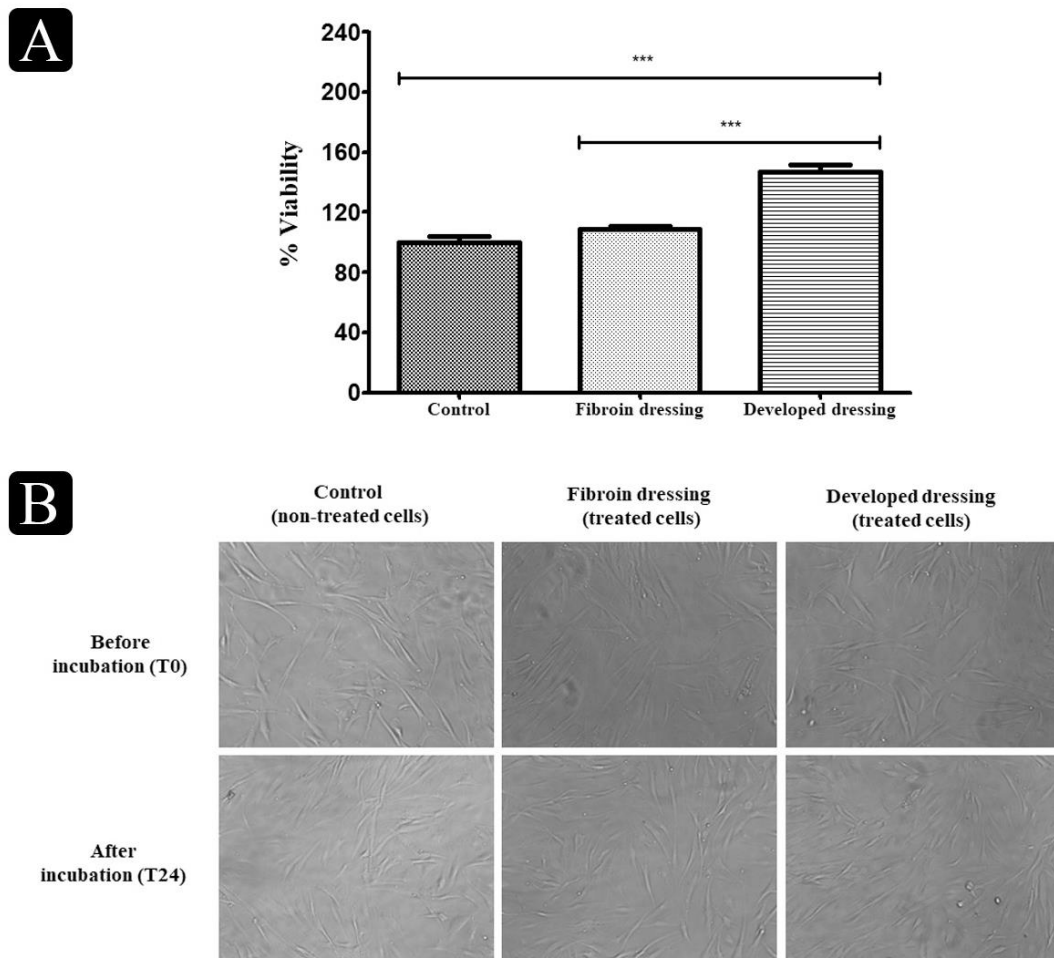 A
240
200
160
120
80
40
0
% Viability
***
***
Control
Fibroin dressing
Developed dressing
B
Control
(non-treated cells)
Fibroin dressing
(treated cells)
Developed dressing
(treated cells)
Before
incubation (T0)
After
incubation (T24)